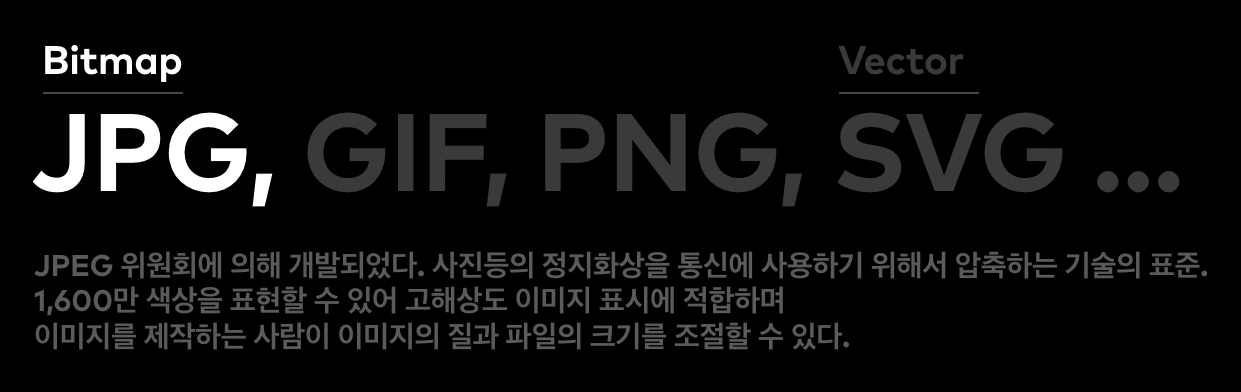 Bitmap
Vector
JPG, GIF, PNG, SVG ...
JPEG 위원회에 의해 개발되었다. 사진등의 정지화상을 통신에 사용하기 위해서 압축하는 기술의 표준.
1,600만 색상을 표현할 수 있어 고해상도 이미지 표시에 적합하며
이미지를 제작하는 사람이 이미지의 질과 파일의 크기를 조절할 수 있다.